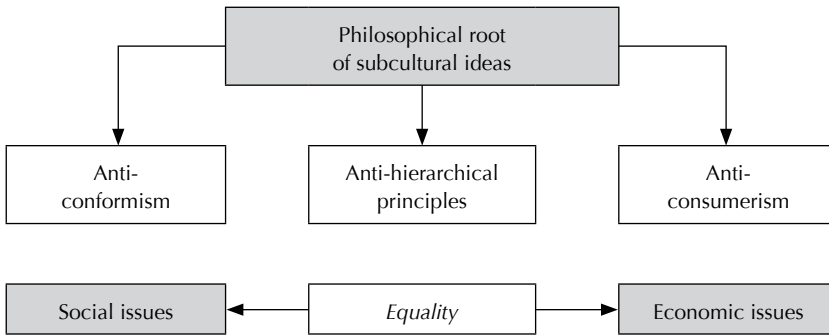 Philosophical root
of subcultural ideas
Anti-
conformism
Anti-hierarchical
principles
Anti-
consumerism
Social issues
Equality
Economic issues